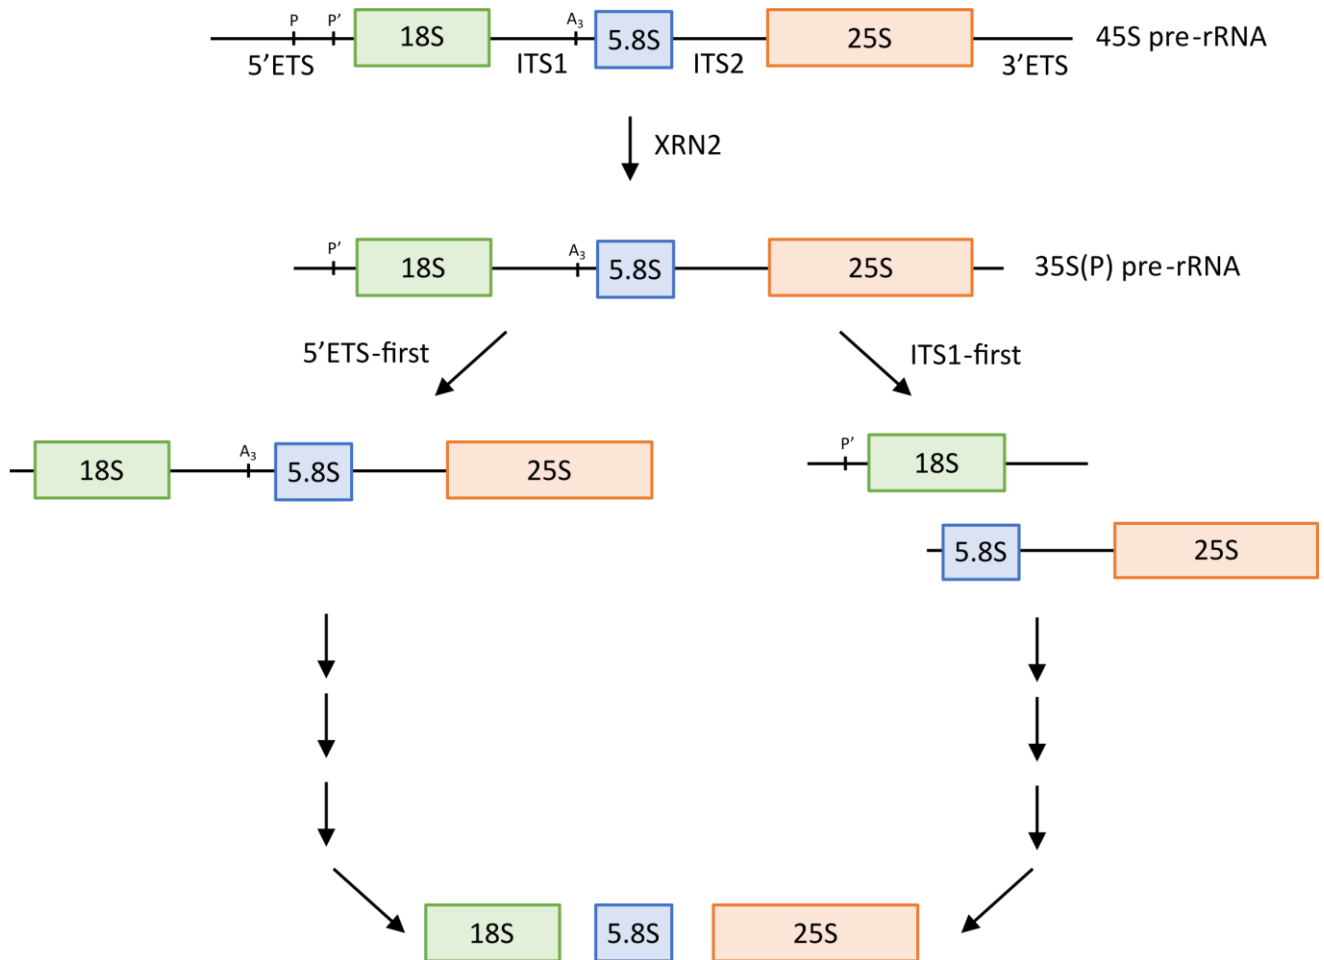 P P' 18S A₃ 5.8S 25S 45S pre-rRNA
5'ETS ITS1 ITS2 3'ETS
XRN2
P' 18S A₃ 5.8S 25S 35S(P) pre-rRNA
5'ETS-first ITS1-first
18S A₃ 5.8S 25S P' 18S
5.8S 25S
18S 5.8S 25S